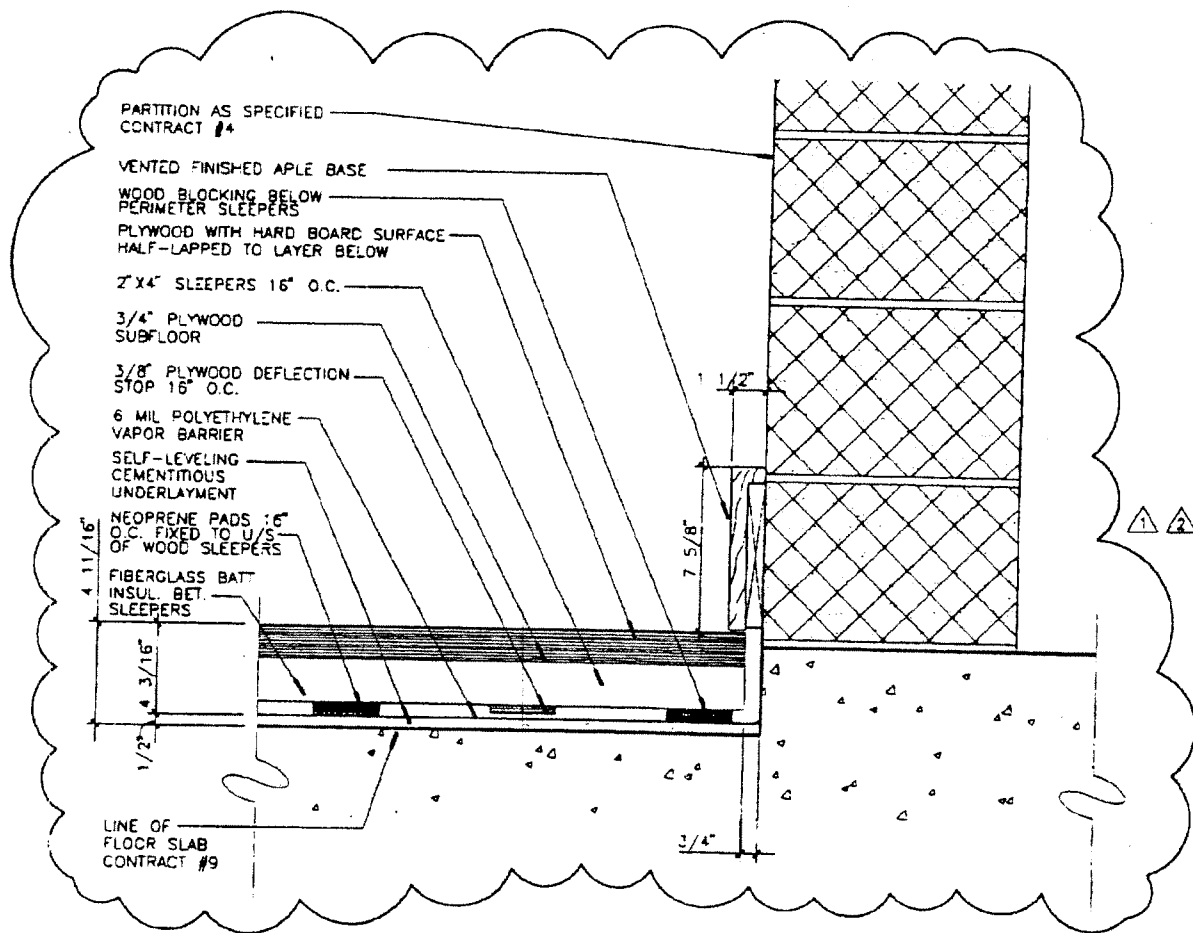 PARTITION AS SPECIFIED
CONTRACT #4
VENTED FINISHED APLE BASE
WOOD BLOCKING BELOW
PERIMETER SLEEPERS
PLYWOOD WITH HARD BOARD SURFACE
HALF-LAPPED TO LAYER BELOW
2"X4" SLEEPERS 16" O.C.
3/4" PLYWOOD
SUBFLOOR
3/8" PLYWOOD DEFLECTION
STOP 16" O.C.
6 MIL POLYETHYLENE
VAPOR BARRIER
SELF-LEVELING
CEMENTITIOUS
UNDERLAYMENT
NEOPRENE PADS 16"
O.C. FIXED TO U/S
OF WOOD SLEEPERS
FIBERGLASS BATT
INSUL. BET.
SLEEPERS
4 11/16"
4 3/16"
1/2"
LINE OF
FLOOR SLAB
CONTRACT #9
1 1/2"
7 5/8"
3/4"
1
2